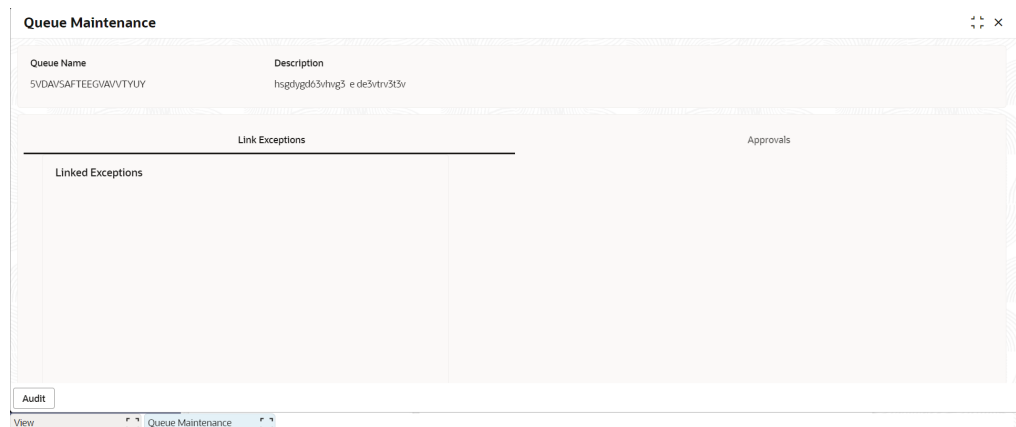 Queue Maintenance
Queue Name Description
5VDAVSAFTEEGVAVVTYUY hsgdygd63vhvg3 e de3vtrv3t3v
Link Exceptions Approvals
Linked Exceptions
Audit
View Queue Maintenance